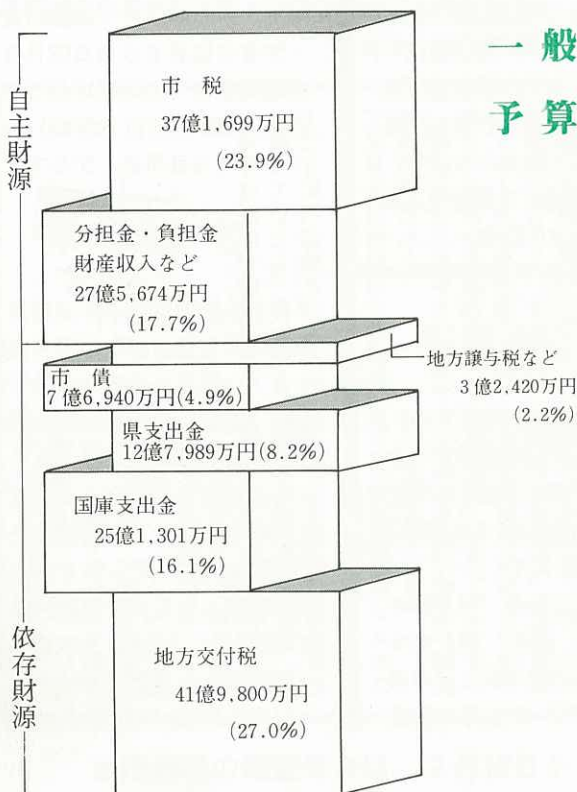 一般
予算
自主財源
市税
37億1,699万円
(23.9%)
分担金・負担金
財産収入など
27億5,674万円
(17.7%)
地方譲与税など
3億2,420万円
(2.2%)
市債
7億6,940万円(4.9%)
県支出金
12億7,989万円(8.2%)
国庫支出金
25億1,301万円
(16.1%)
依存財源
地方交付税
41億9,800万円
(27.0%)